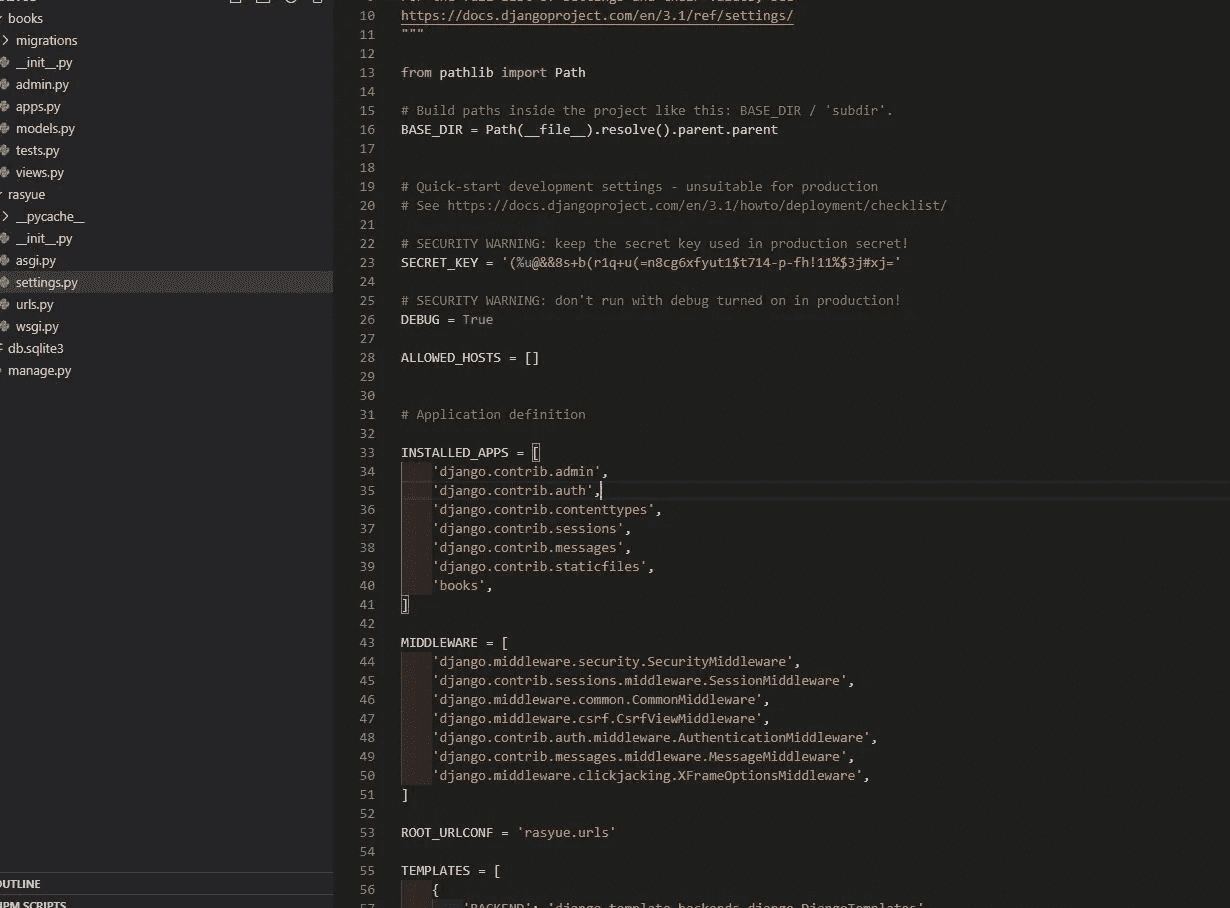 books
migrations
__init__.py
admin.py
apps.py
models.py
tests.py
views.py
rasyue
__pycache__
__init__.py
asgi.py
settings.py
urls.py
wsgi.py
db.sqlite3
manage.py
OUTLINE
NPM SCRIPTS
10 https://docs.djangoproject.com/en/3.1/ref/settings/
11 """
12
13 from pathlib import Path
14
15 # Build paths inside the project like this: BASE_DIR / 'subdir'.
16 BASE_DIR = Path(__file__).resolve().parent.parent
17
18
19 # Quick-start development settings - unsuitable for production
20 # See https://docs.djangoproject.com/en/3.1/howto/deployment/checklist/
21
22 # SECURITY WARNING: keep the secret key used in production secret!
23 SECRET_KEY = '(%u@&&8s+b(r1q+u(=n8cg6xfyut1$t714-p-fh!11%$3j#xj='
24
25 # SECURITY WARNING: don't run with debug turned on in production!
26 DEBUG = True
27
28 ALLOWED_HOSTS = []
29
30
31 # Application definition
32
33 INSTALLED_APPS = [
34 'django.contrib.admin',
35 'django.contrib.auth',
36 'django.contrib.contenttypes',
37 'django.contrib.sessions',
38 'django.contrib.messages',
39 'django.contrib.staticfiles',
40 'books',
41 ]
42
43 MIDDLEWARE = [
44 'django.middleware.security.SecurityMiddleware',
45 'django.contrib.sessions.middleware.SessionMiddleware',
46 'django.middleware.common.CommonMiddleware',
47 'django.middleware.csrf.CsrfViewMiddleware',
48 'django.contrib.auth.middleware.AuthenticationMiddleware',
49 'django.contrib.messages.middleware.MessageMiddleware',
50 'django.middleware.clickjacking.XFrameOptionsMiddleware',
51 ]
52
53 ROOT_URLCONF = 'rasyue.urls'
54
55 TEMPLATES = [
56 {
57 'BACKEND': 'django.template.backends.django.DjangoTemplates',